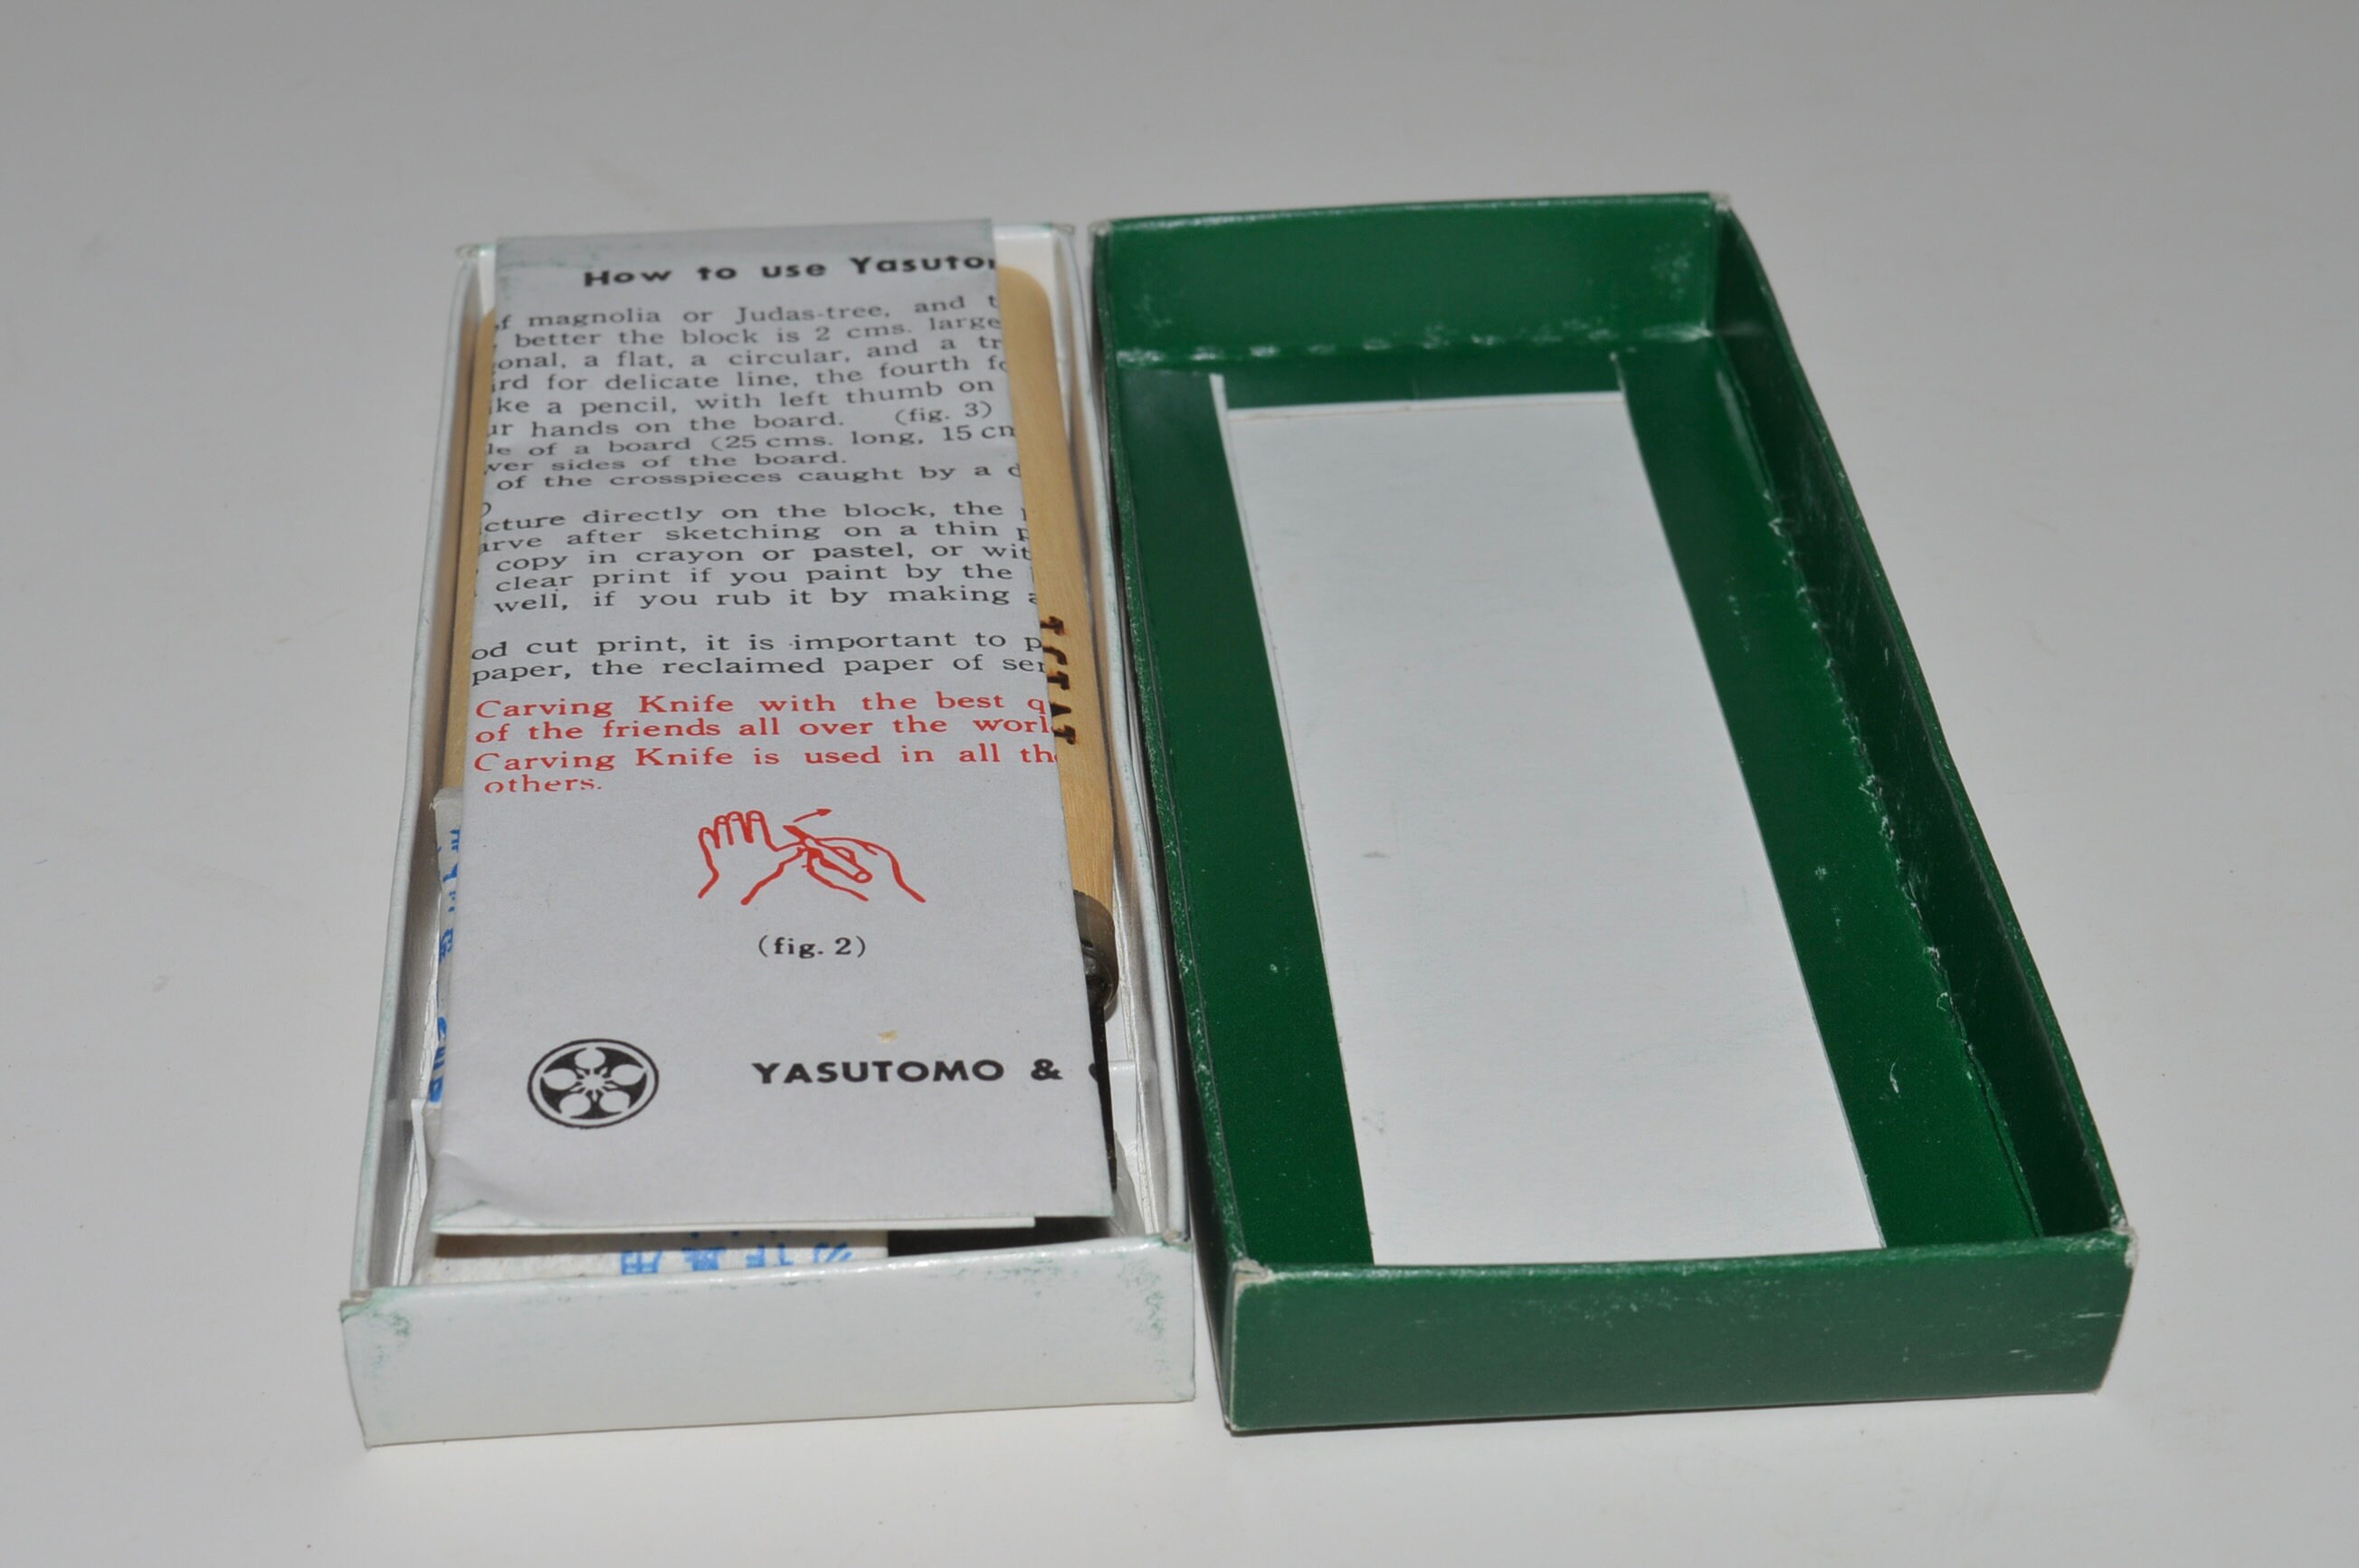 How to use Yasuto
f magnolia or Judas-tree, and t
better the block is 2 cms. large
onal, a flat, a circular, and a tr
rd for delicate line, the fourth fo
ke a pencil, with left thumb on
ur hands on the board. (fig. 3)
le of a board (25 cms. long, 15 cm
wer sides of the board.
of the crosspieces caught by a d
cture directly on the block, the
arve after sketching on a thin p
copy in crayon or pastel, or wit
clear print if you paint by the
well, if you rub it by making a
od cut print, it is important to p
paper, the reclaimed paper of ser
Carving Knife with the best q
of the friends all over the worl
Carving Knife is used in all th
others.
(fig. 2)
YASUTOMO &